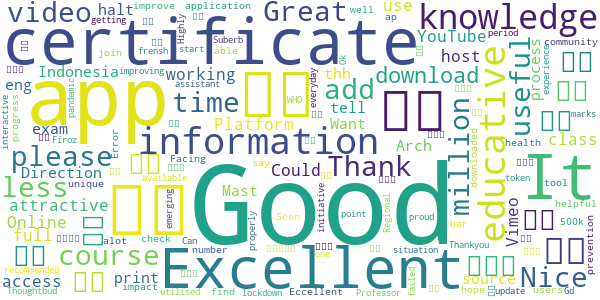 video
halt
Great
add
use
ap
improve
application
well
knowledge
getting
Highly
Suberb
join
frensh
start
able
Ok
YouTube
host
community
period
certificate
Indonesia
working
download
interactive
progress
improving
pandemic
everyday
assistant
thh
tell
Want
educative
useful
process
experience
eng
exam
Firoz
app
time
WHO
Platform
information
Arch
class
marks
please
Error
Direction
Facing
Could
Thank
million
downloaded
health
token
tool
It
unique
less
attractive
Online
full
emerging
available
say
Good
Mast
Seen
point
initiative
one
Regional
proud
bar
Vimeo
Nice
500k
helpful
prevention
course
alot
check
Can
number
properly
situation
Thankyou
source
access
print
impact
recommended
Thoughtbud
utilised
find
lockdown
Excellent
Eccellent
Professor
failed
hope
update
users
Gd